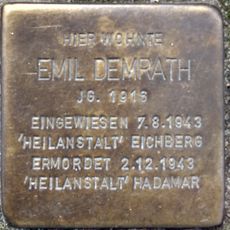 HIER WOHNTE
EMIL DEMRATH
JG. 1916
EINGEWIESEN 7.8.1943
'HEILANSTALT' EICHBERG
ERMORDET 2.12.1943
'HEILANSTALT' HADAMAR